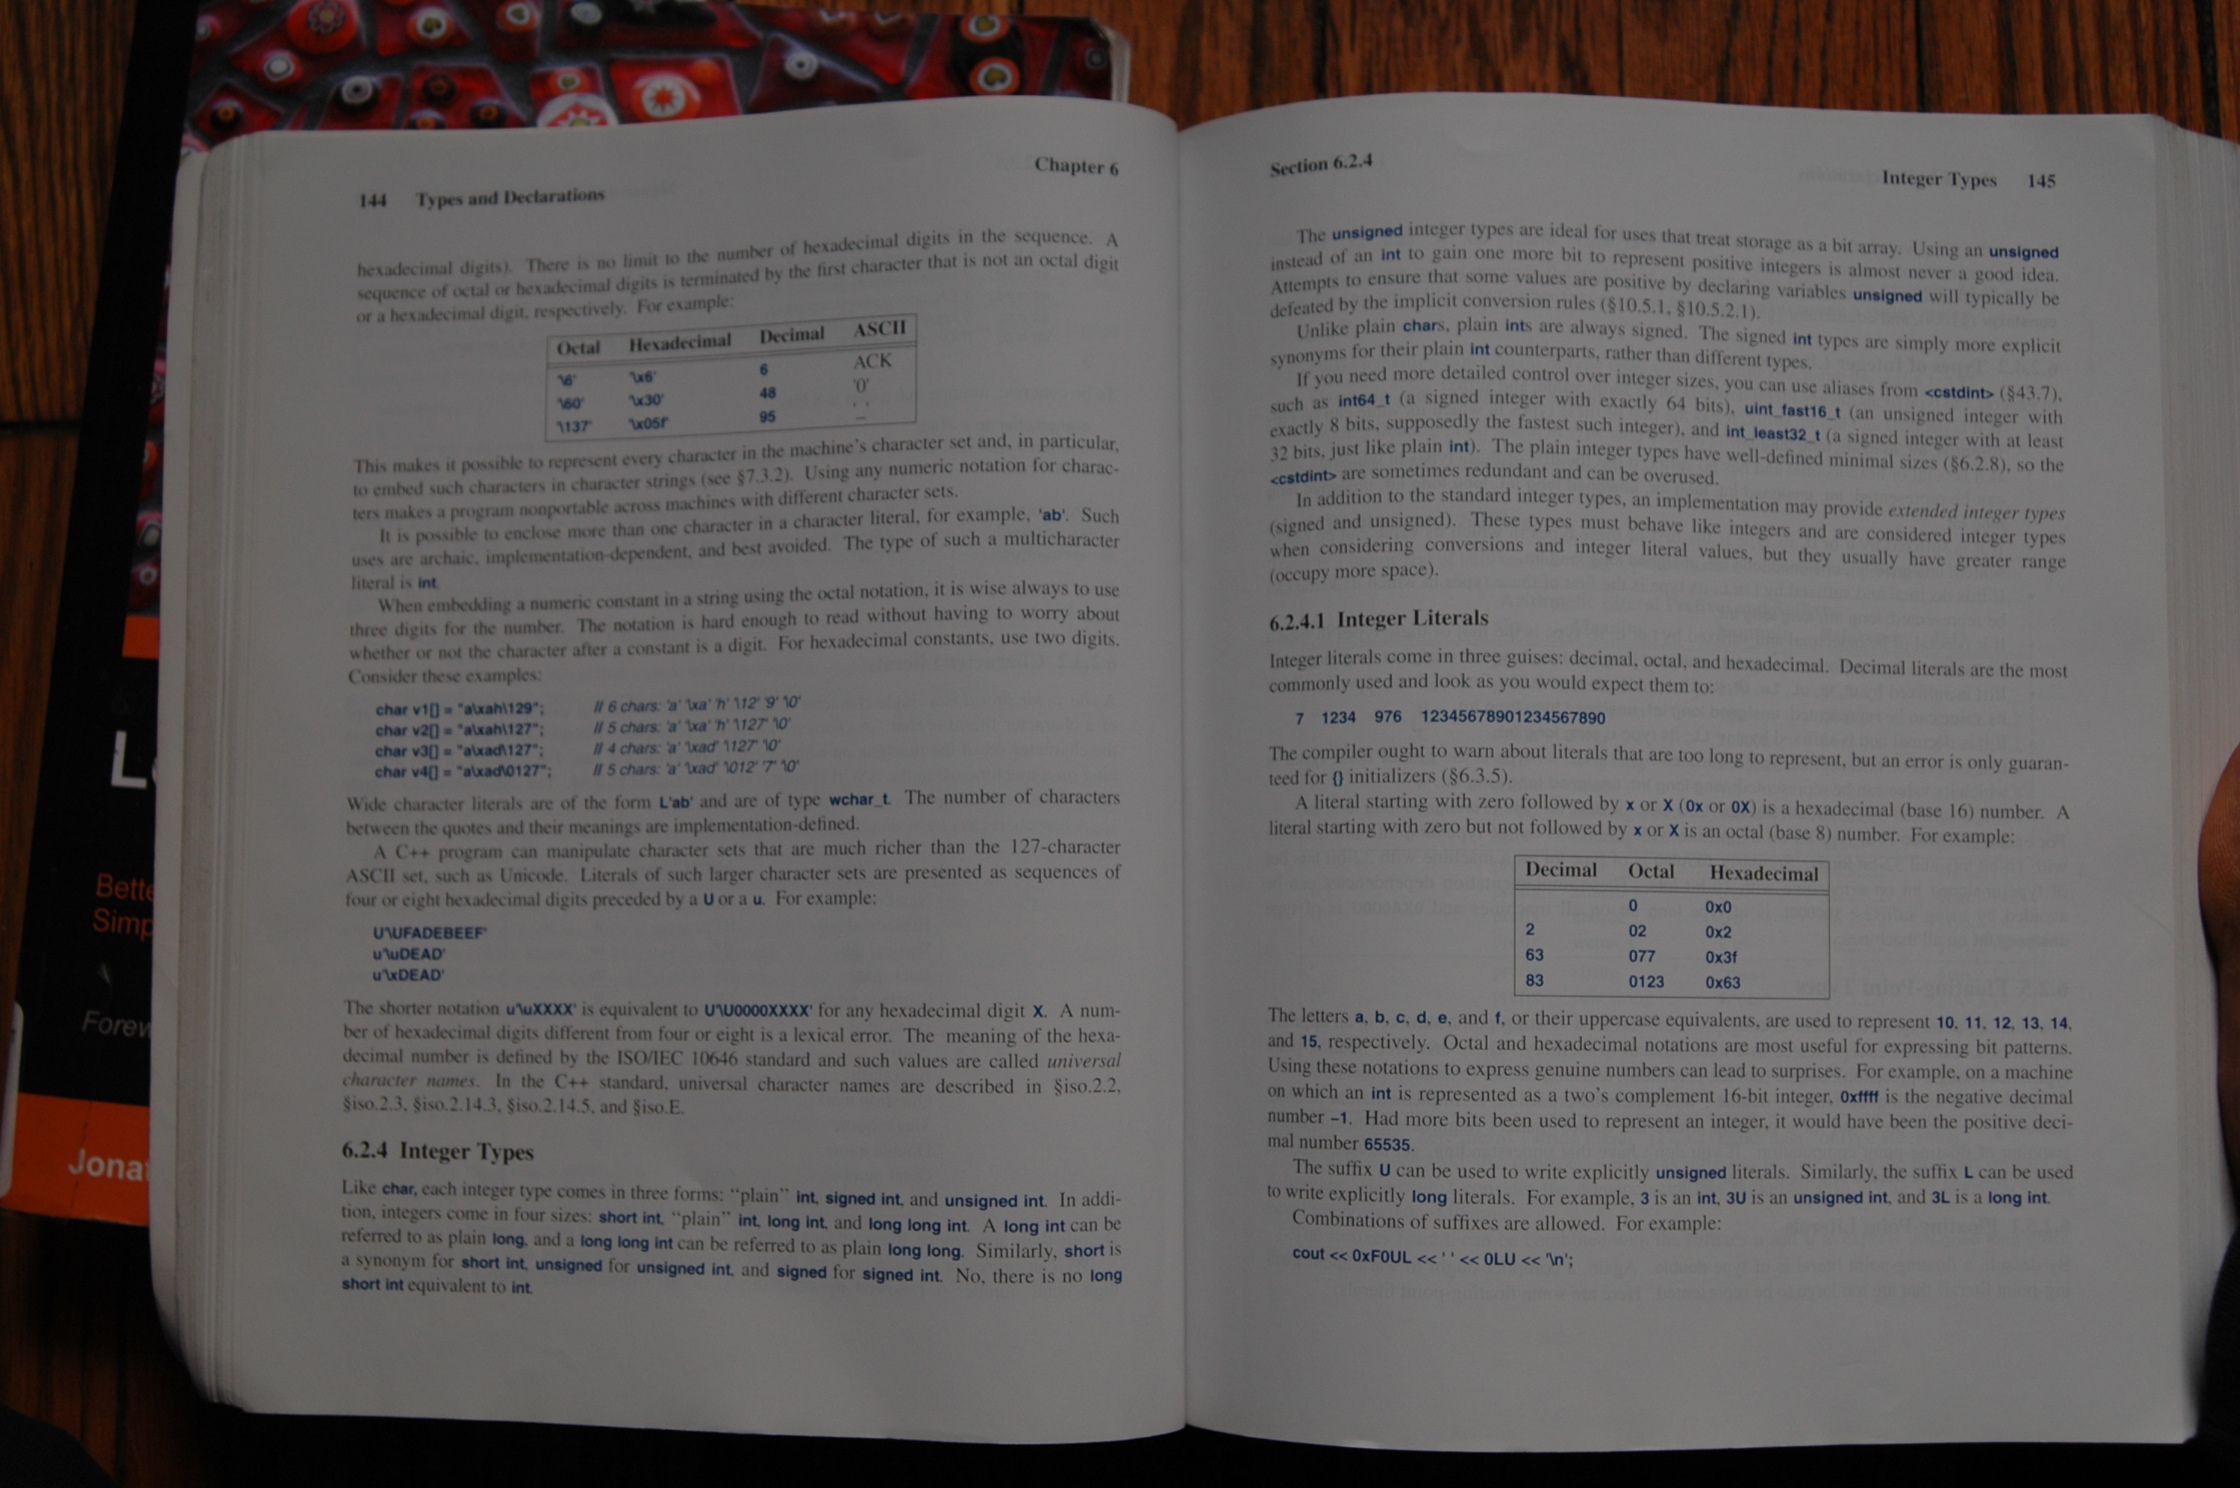 144 Types and Declarations Chapter 6
hexadecimal digits). There is no limit to the number of hexadecimal digits in the sequence. A
sequence of octal or hexadecimal digits is terminated by the first character that is not an octal digit
or a hexadecimal digit, respectively. For example:
Octal Hexadecimal Decimal ASCII
'\6' '\x6' 6 ACK
'\60' '\x30' 48 '0'
'\137' '\x05f' 95 '_'
This makes it possible to represent every character in the machine's character set and, in particular,
to embed such characters in character strings (see §7.3.2). Using any numeric notation for charac-
ters makes a program nonportable across machines with different character sets.
It is possible to enclose more than one character in a character literal, for example, 'ab'. Such
uses are archaic, implementation-dependent, and best avoided. The type of such a multicharacter
literal is int.
When embedding a numeric constant in a string using the octal notation, it is wise always to use
three digits for the number. The notation is hard enough to read without having to worry about
whether or not the character after a constant is a digit. For hexadecimal constants, use two digits.
Consider these examples:
char v1[] = "a\xah\129"; // 6 chars: 'a' '\xa' 'h' '\12' '9' '\0'
char v2[] = "a\xah\127"; // 5 chars: 'a' '\xa' 'h' '\127' '\0'
char v3[] = "a\xad\127"; // 4 chars: 'a' '\xad' '\127' '\0'
char v4[] = "a\xad\0127"; // 5 chars: 'a' '\xad' '\012' '7' '\0'
Wide character literals are of the form L'ab' and are of type wchar_t. The number of characters
between the quotes and their meanings are implementation-defined.
A C++ program can manipulate character sets that are much richer than the 127-character
ASCII set, such as Unicode. Literals of such larger character sets are presented as sequences of
four or eight hexadecimal digits preceded by a U or a u. For example:
U'\UFADEBEEF'
u'\uDEAD'
u'\xDEAD'
The shorter notation u'\uXXXX' is equivalent to U'\U0000XXXX' for any hexadecimal digit X. A num-
ber of hexadecimal digits different from four or eight is a lexical error. The meaning of the hexa-
decimal number is defined by the ISO/IEC 10646 standard and such values are called universal
character names. In the C++ standard, universal character names are described in §iso.2.2,
§iso.2.3, §iso.2.14.3, §iso.2.14.5, and §iso.E.
6.2.4 Integer Types
Like char, each integer type comes in three forms: "plain" int, signed int, and unsigned int. In addi-
tion, integers come in four sizes: short int, "plain" int, long int, and long long int. A long int can be
referred to as plain long, and a long long int can be referred to as plain long long. Similarly, short is
a synonym for short int, unsigned for unsigned int, and signed for signed int. No, there is no long
short int equivalent to int.
Section 6.2.4 Integer Types 145
The unsigned integer types are ideal for uses that treat storage as a bit array. Using an unsigned
instead of an int to gain one more bit to represent positive integers is almost never a good idea.
Attempts to ensure that some values are positive by declaring variables unsigned will typically be
defeated by the implicit conversion rules (§10.5.1, §10.5.2.1).
Unlike plain chars, plain ints are always signed. The signed int types are simply more explicit
synonyms for their plain int counterparts, rather than different types.
If you need more detailed control over integer sizes, you can use aliases from <cstdint> (§43.7),
such as int64_t (a signed integer with exactly 64 bits), uint_fast16_t (an unsigned integer with
exactly 8 bits, supposedly the fastest such integer), and int_least32_t (a signed integer with at least
32 bits, just like plain int). The plain integer types have well-defined minimal sizes (§6.2.8), so the
<cstdint> are sometimes redundant and can be overused.
In addition to the standard integer types, an implementation may provide extended integer types
(signed and unsigned). These types must behave like integers and are considered integer types
when considering conversions and integer literal values, but they usually have greater range
(occupy more space).
6.2.4.1 Integer Literals
Integer literals come in three guises: decimal, octal, and hexadecimal. Decimal literals are the most
commonly used and look as you would expect them to:
7 1234 976 12345678901234567890
The compiler ought to warn about literals that are too long to represent, but an error is only guaran-
teed for {} initializers (§6.3.5).
A literal starting with zero followed by x or X (0x or 0X) is a hexadecimal (base 16) number. A
literal starting with zero but not followed by x or X is an octal (base 8) number. For example:
Decimal Octal Hexadecimal
0 0x0
2 02 0x2
63 077 0x3f
83 0123 0x63
The letters a, b, c, d, e, and f, or their uppercase equivalents, are used to represent 10, 11, 12, 13, 14,
and 15, respectively. Octal and hexadecimal notations are most useful for expressing bit patterns.
Using these notations to express genuine numbers can lead to surprises. For example, on a machine
on which an int is represented as a two's complement 16-bit integer, 0xffff is the negative decimal
number -1. Had more bits been used to represent an integer, it would have been the positive deci-
mal number 65535.
The suffix U can be used to write explicitly unsigned literals. Similarly, the suffix L can be used
to write explicitly long literals. For example, 3 is an int, 3U is an unsigned int, and 3L is a long int.
Combinations of suffixes are allowed. For example:
cout << 0xF0UL << ' ' << 0LU << '\n';
Bette
Simp
Forev
Jona